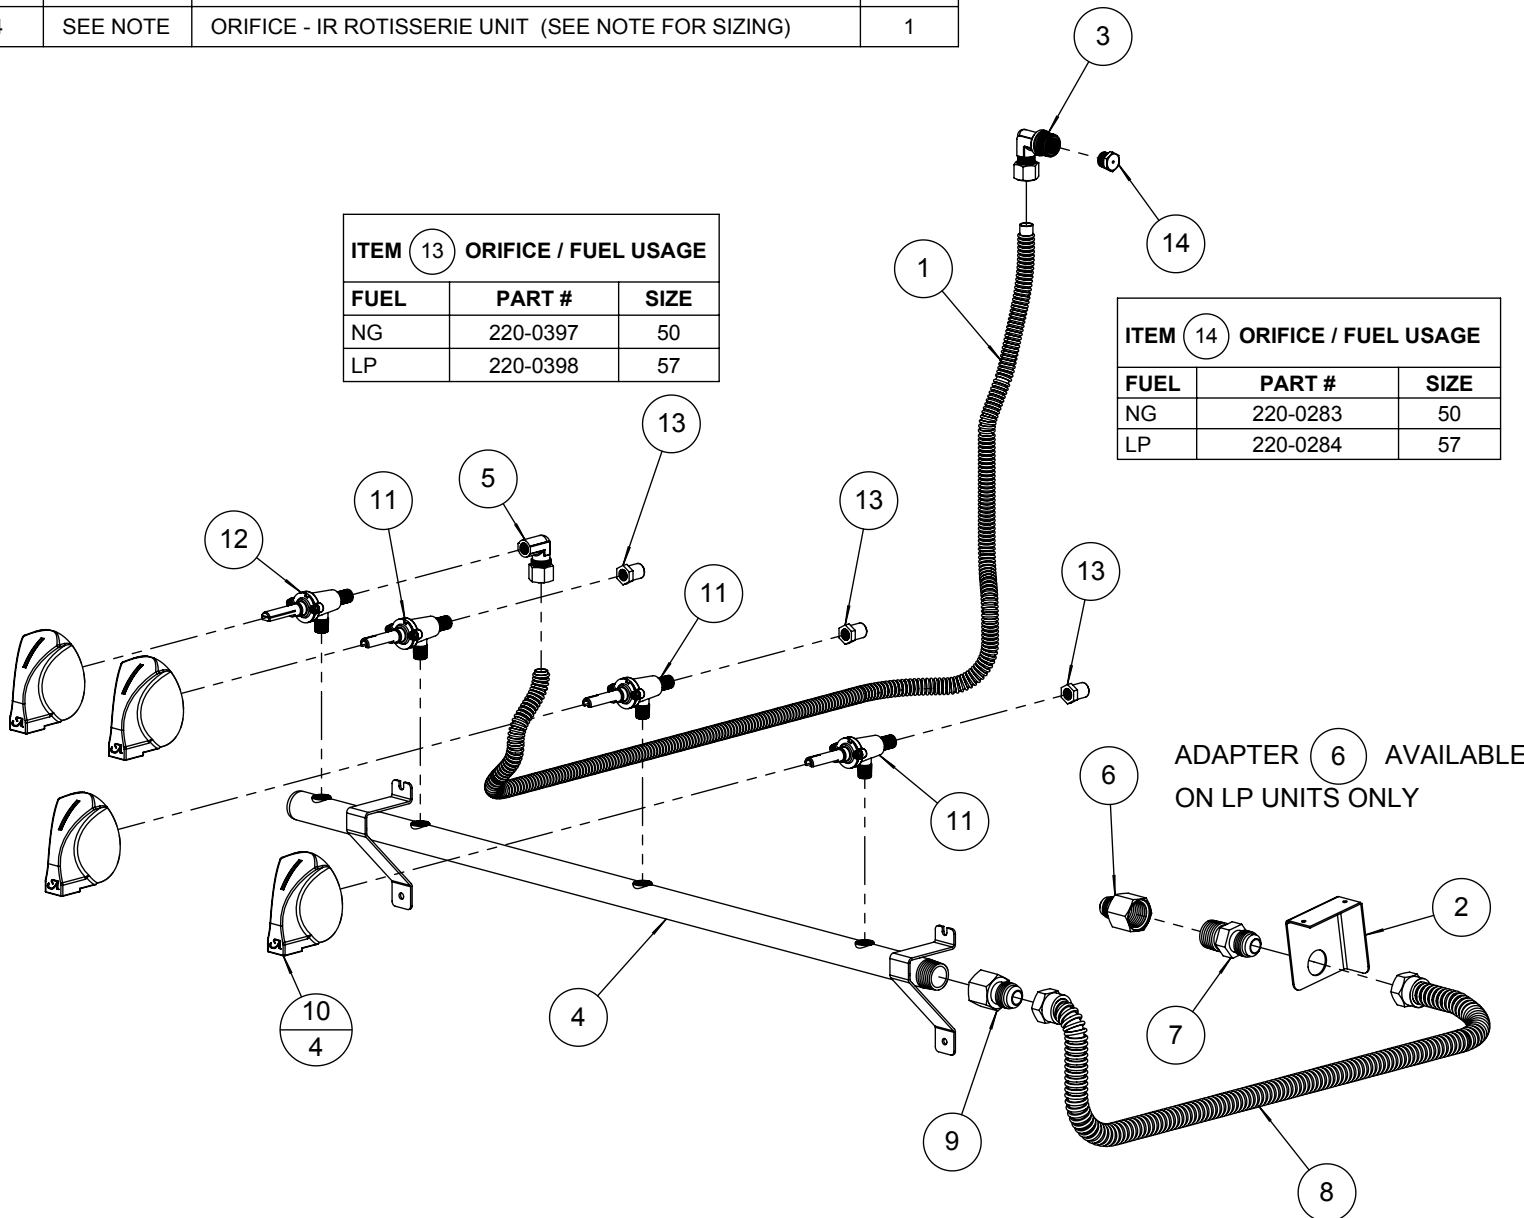 4 SEE NOTE ORIFICE - IR ROTISSERIE UNIT (SEE NOTE FOR SIZING) 1
3
14
1
ITEM 13 ORIFICE / FUEL USAGE
FUEL PART # SIZE
NG 220-0397 50
LP 220-0398 57
ITEM 14 ORIFICE / FUEL USAGE
FUEL PART # SIZE
NG 220-0283 50
LP 220-0284 57
13
5
11
13
12
11
13
11
6
ADAPTER 6 AVAILABLE
ON LP UNITS ONLY
2
10
4
4
7
9
8